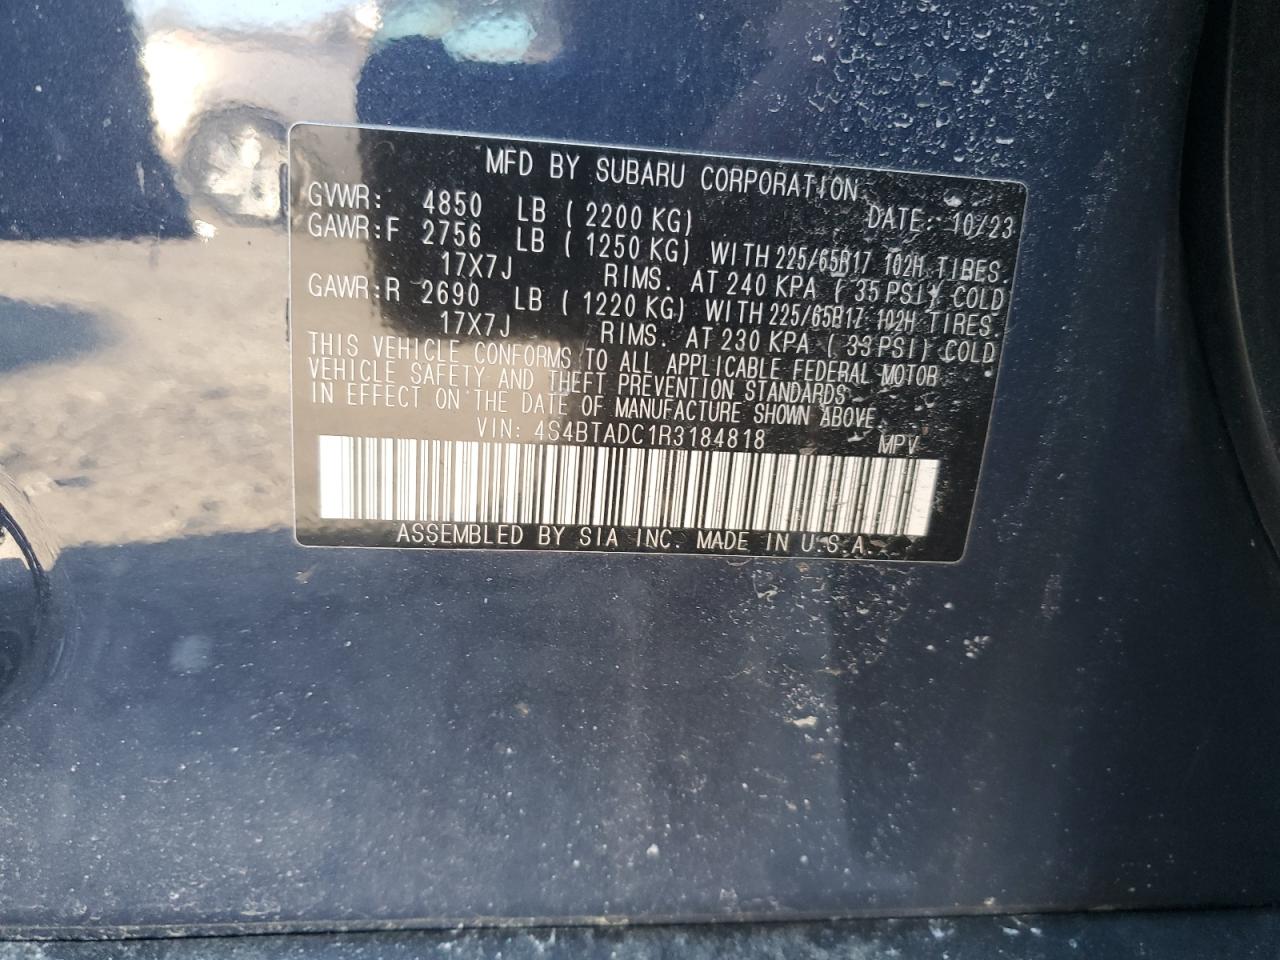 MFD BY SUBARU CORPORATION
GVWR: 4850 LB ( 2200 KG) DATE: 10/23
GAWR:F 2756 LB ( 1250 KG) WITH 225/65R17 102H TIRES.
17X7J RIMS. AT 240 KPA ( 35 PSI) COLD
GAWR:R 2690 LB ( 1220 KG) WITH 225/65R17 102H TIRES.
17X7J RIMS. AT 230 KPA ( 33 PSI) COLD
THIS VEHICLE CONFORMS TO ALL APPLICABLE FEDERAL MOTOR
VEHICLE SAFETY AND THEFT PREVENTION STANDARDS
IN EFFECT ON THE DATE OF MANUFACTURE SHOWN ABOVE.
VIN: 4S4BTADC1R3184818 MPV
ASSEMBLED BY SIA INC. MADE IN U.S.A.